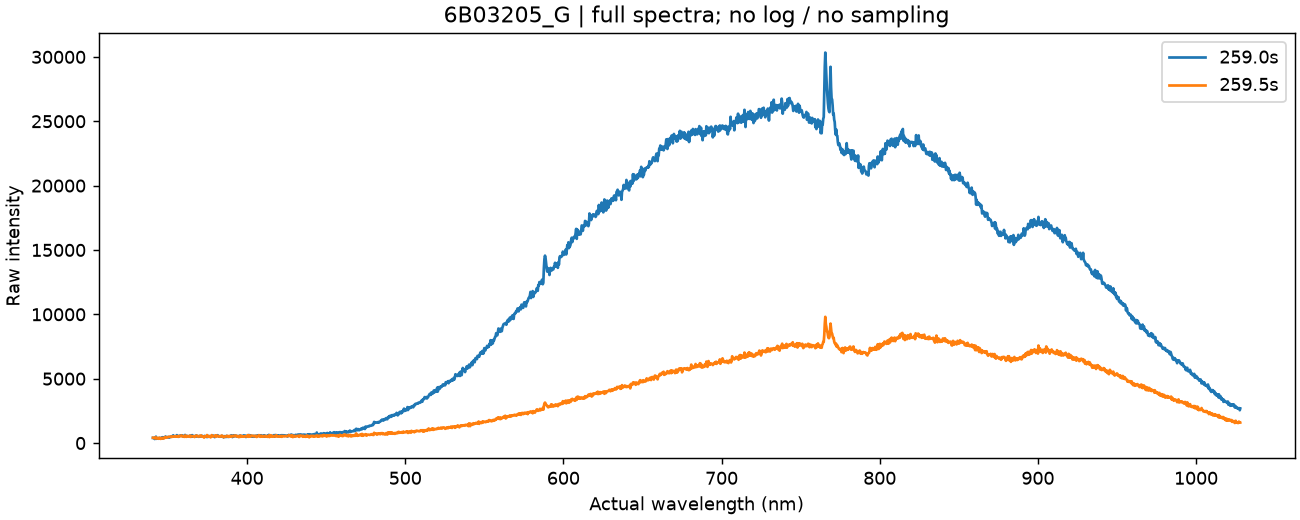 6B03205_G | full spectra; no log / no sampling
259.0s
259.5s
Raw intensity
30000
25000
20000
15000
10000
5000
0
400 500 600 700 800 900 1000
Actual wavelength (nm)